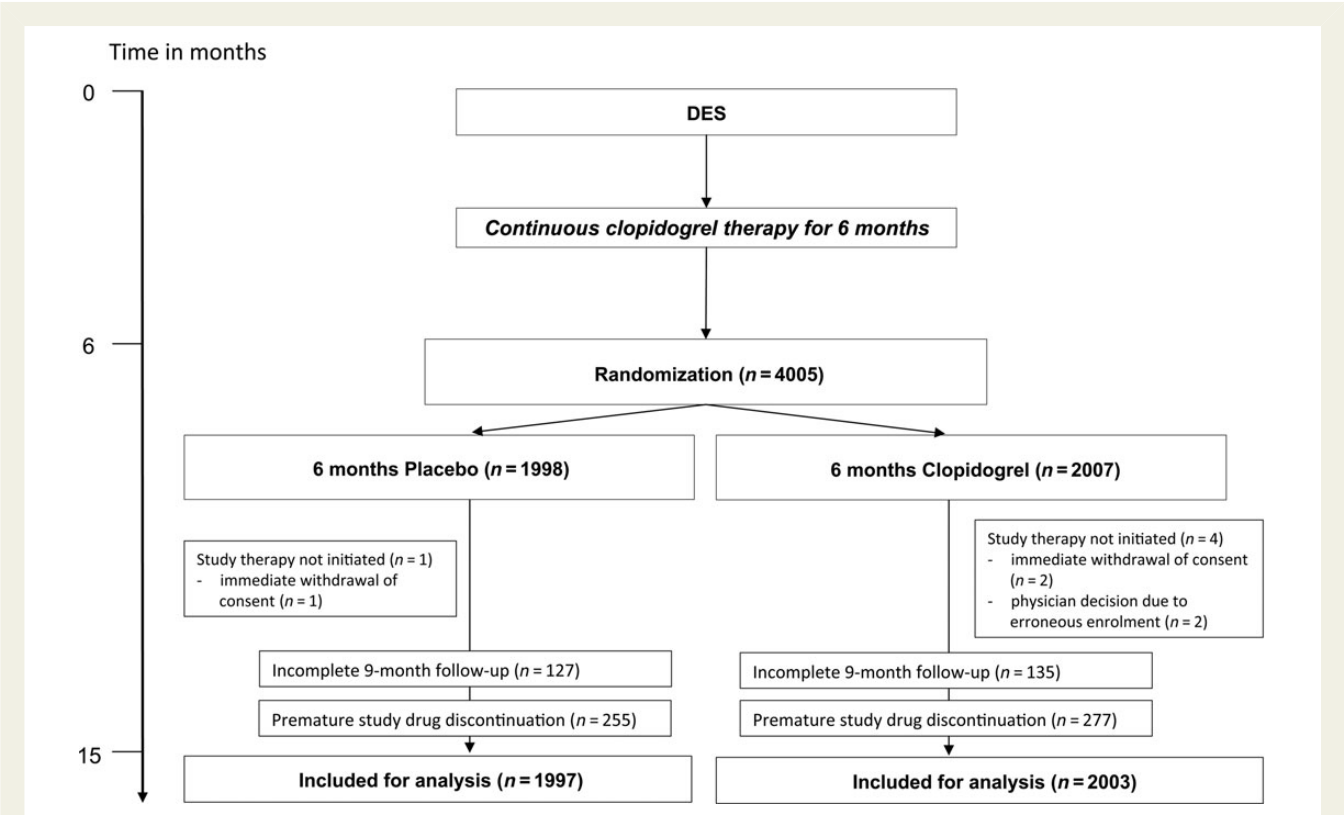 Time in months
0
DES
Continuous clopidogrel therapy for 6 months
6
Randomization (n = 4005)
6 months Placebo (n = 1998)
6 months Clopidogrel (n = 2007)
Study therapy not initiated (n = 1)
- immediate withdrawal of
consent (n = 1)
Study therapy not initiated (n = 4)
- immediate withdrawal of consent
(n = 2)
- physician decision due to
erroneous enrolment (n = 2)
Incomplete 9-month follow-up (n = 127)
Incomplete 9-month follow-up (n = 135)
Premature study drug discontinuation (n = 255)
Premature study drug discontinuation (n = 277)
15
Included for analysis (n = 1997)
Included for analysis (n = 2003)